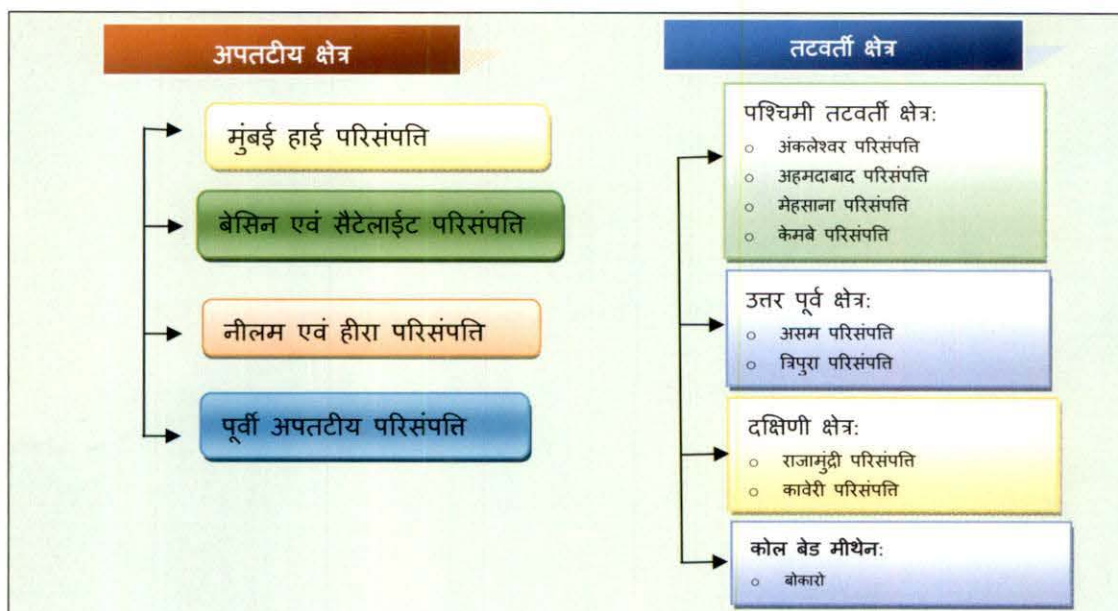 अपतटीय क्षेत्र
मुंबई हाई परिसंपत्ति
बेसिन एवं सैटेलाईट परिसंपत्ति
नीलम एवं हीरा परिसंपत्ति
पूर्वी अपतटीय परिसंपत्ति
तटवर्ती क्षेत्र
पश्चिमी तटवर्ती क्षेत्र:
o अंकलेश्वर परिसंपत्ति
o अहमदाबाद परिसंपत्ति
o मेहसाना परिसंपत्ति
o केमबे परिसंपत्ति
उत्तर पूर्व क्षेत्र:
o असम परिसंपत्ति
o त्रिपुरा परिसंपत्ति
दक्षिणी क्षेत्र:
o राजामुंद्री परिसंपत्ति
o कावेरी परिसंपत्ति
कोल बेड मीथेन:
o बोकारो